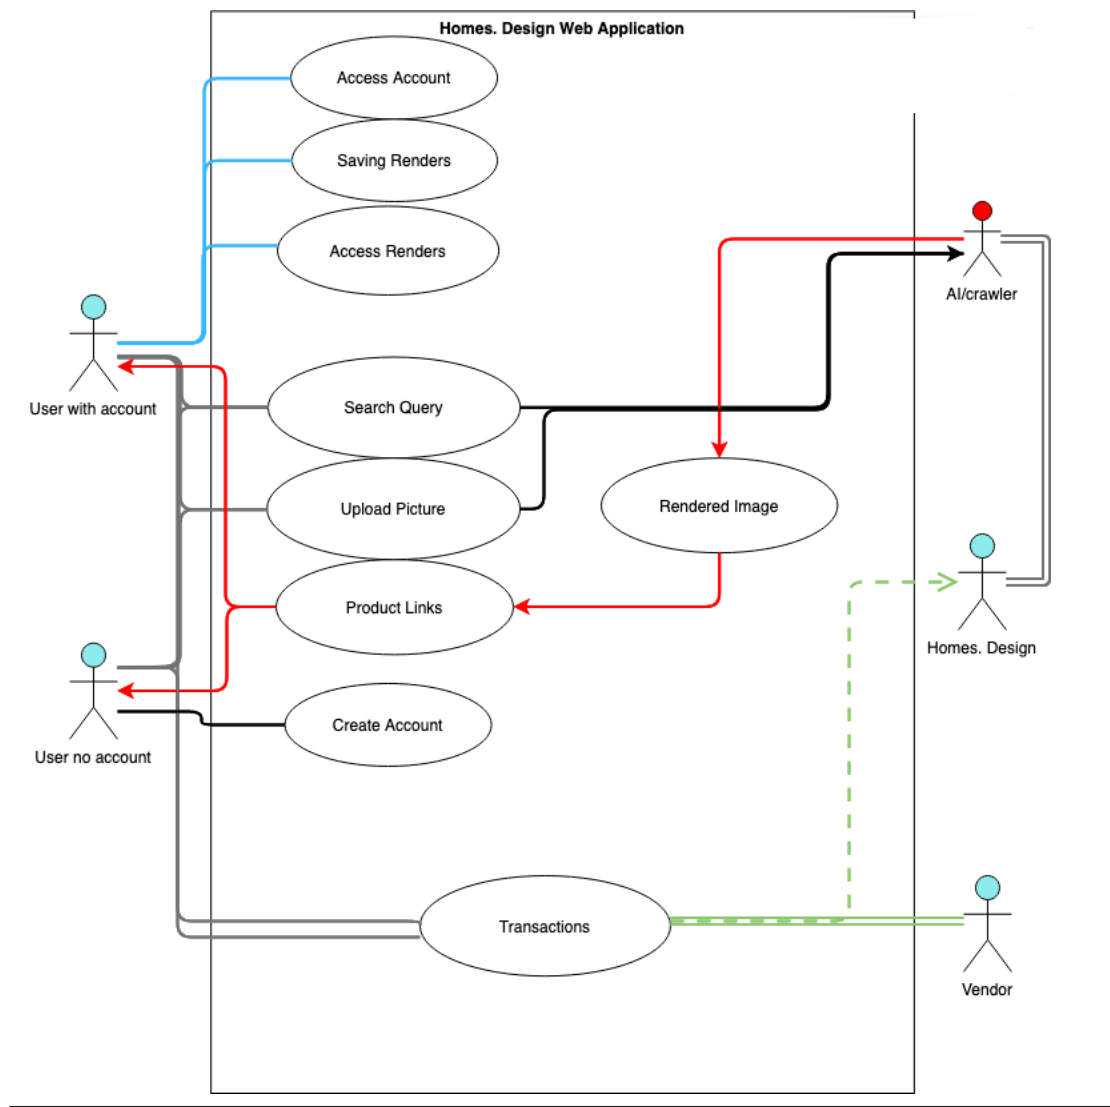 Homes. Design Web Application
Access Account
Saving Renders
Access Renders
AI/crawler
User with account
Search Query
Upload Picture
Rendered Image
Product Links
Homes. Design
User no account
Create Account
Transactions
Vendor